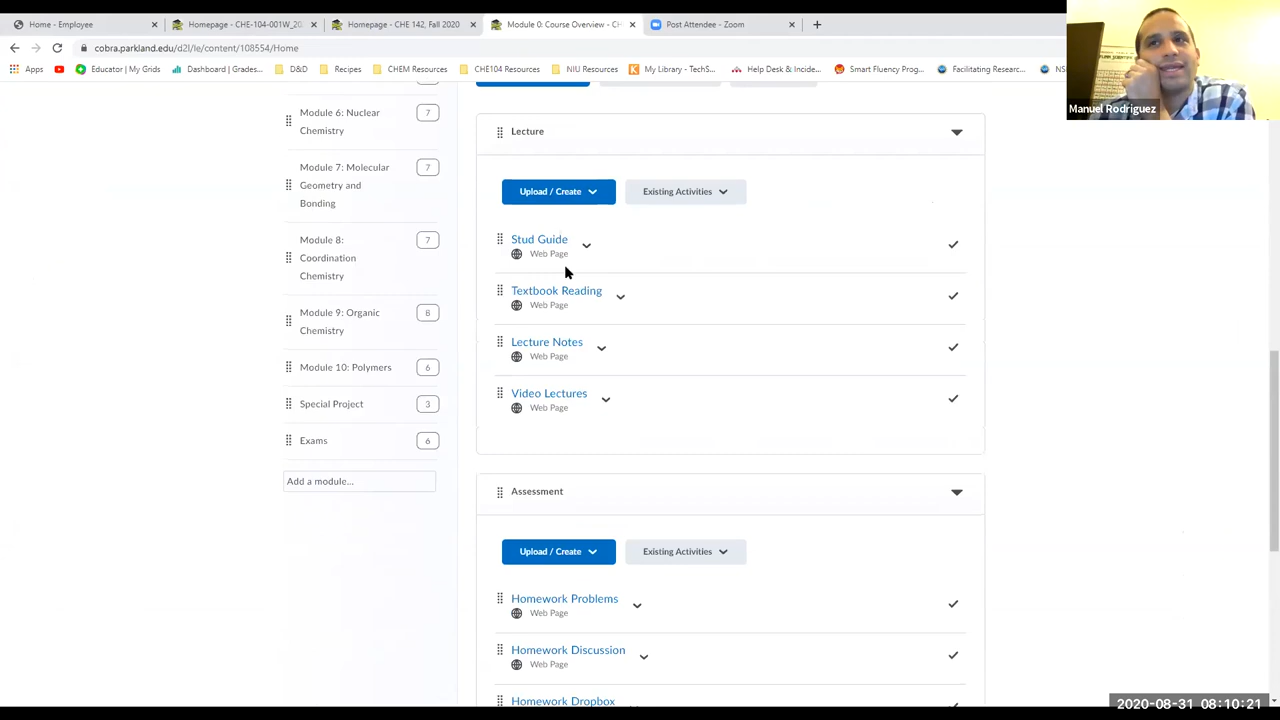 Home - Employee
Homepage - CHE-104-001W_20
Homepage - CHE 142, Fall 2020
Module 0: Course Overview - CH
Post Attendee - Zoom
cobra.parkland.edu/d2l/le/content/108554/Home
Apps
Educator (My Grids
Dashboard | Grades...
D&D
Recipes
CHE104 Resources
NIU Resources
My Library - TechS...
Help Desk & Incide...
Smart Fluency Prog...
Facilitating Researc...
Manuel Rodriguez
Module 6: Nuclear
Chemistry
7
Module 7: Molecular
Geometry and
Bonding
7
Module 8:
Coordination
Chemistry
7
Module 9: Organic
Chemistry
8
Module 10: Polymers
6
Special Project
3
Exams
6
Add a module...
Lecture
Upload / Create
Existing Activities
Stud Guide
Web Page
Textbook Reading
Web Page
Lecture Notes
Web Page
Video Lectures
Web Page
Assessment
Upload / Create
Existing Activities
Homework Problems
Web Page
Homework Discussion
Web Page
Homework Dropbox
2020-08-31 08:10:21